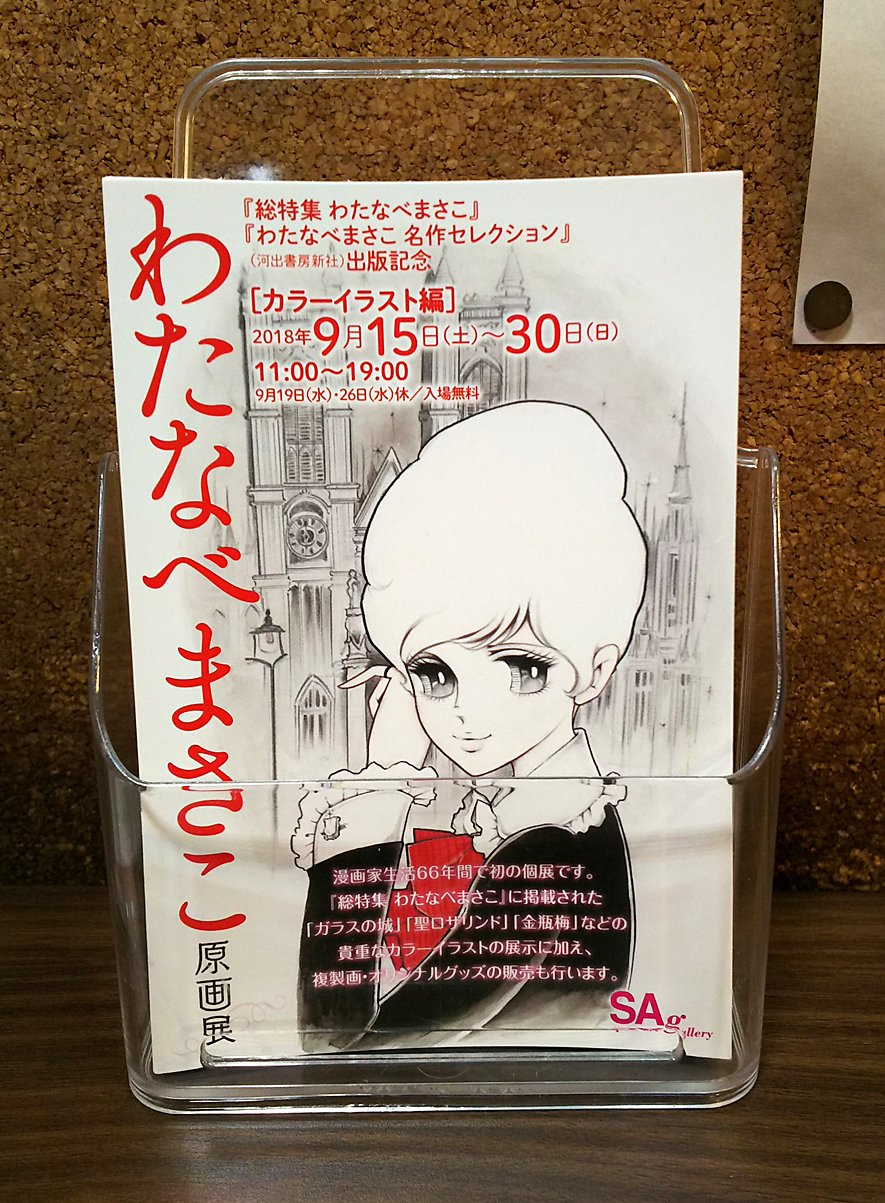 わたなべまさこ
原画展
『総特集 わたなべまさこ』
『わたなべまさこ 名作セレクション』
(河出書房新社)出版記念
[カラーイラスト編]
2018年9月15日(土)〜30日(日)
11:00〜19:00
9月19日(水)・26日(水)休/入場無料
漫画家生活66年間で初の個展です。
『総特集 わたなべまさこ』に掲載された
「ガラスの城」「聖ロザリンド」「金瓶梅」などの
貴重なカラーイラストの展示に加え、
複製画・オリジナルグッズの販売も行います。
SA
gallery